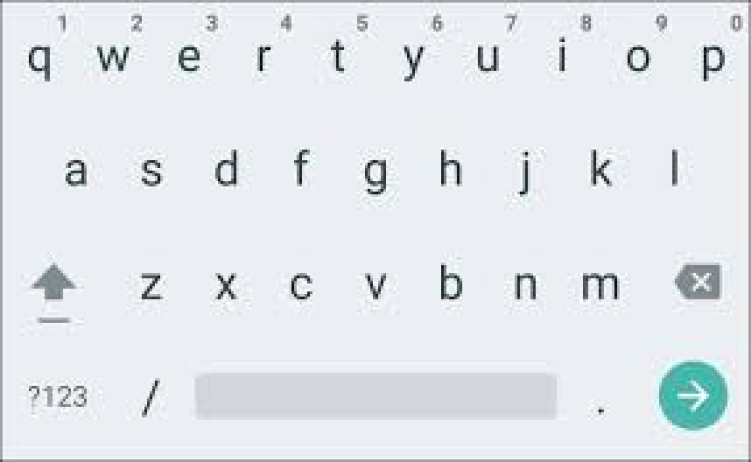 1 2 3 4 5 6 7 8 9 0
q w e r t y u i o p
a s d f g h j k l
z x c v b n m
?123 / .